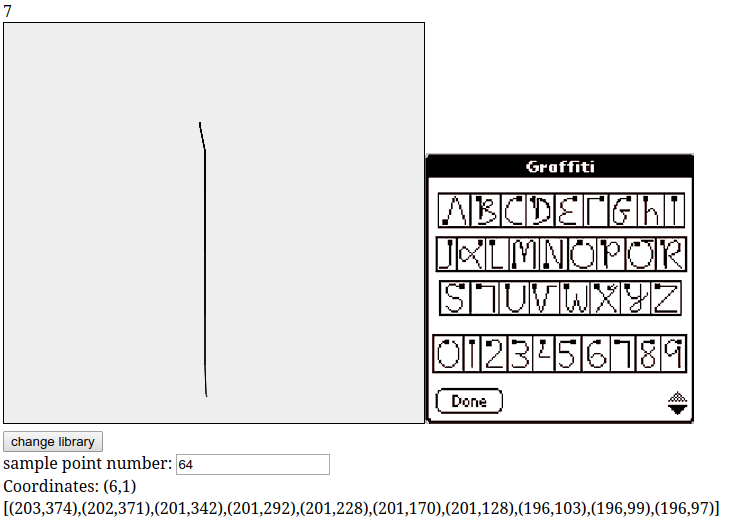 7
Graffiti
A B C D E F G H I
J K L M N O P Q R
S T U V W X Y Z
0 1 2 3 4 5 6 7 8 9
Done
change library
sample point number: 64
Coordinates: (6,1)
[(203,374),(202,371),(201,342),(201,292),(201,228),(201,170),(201,128),(196,103),(196,99),(196,97)]